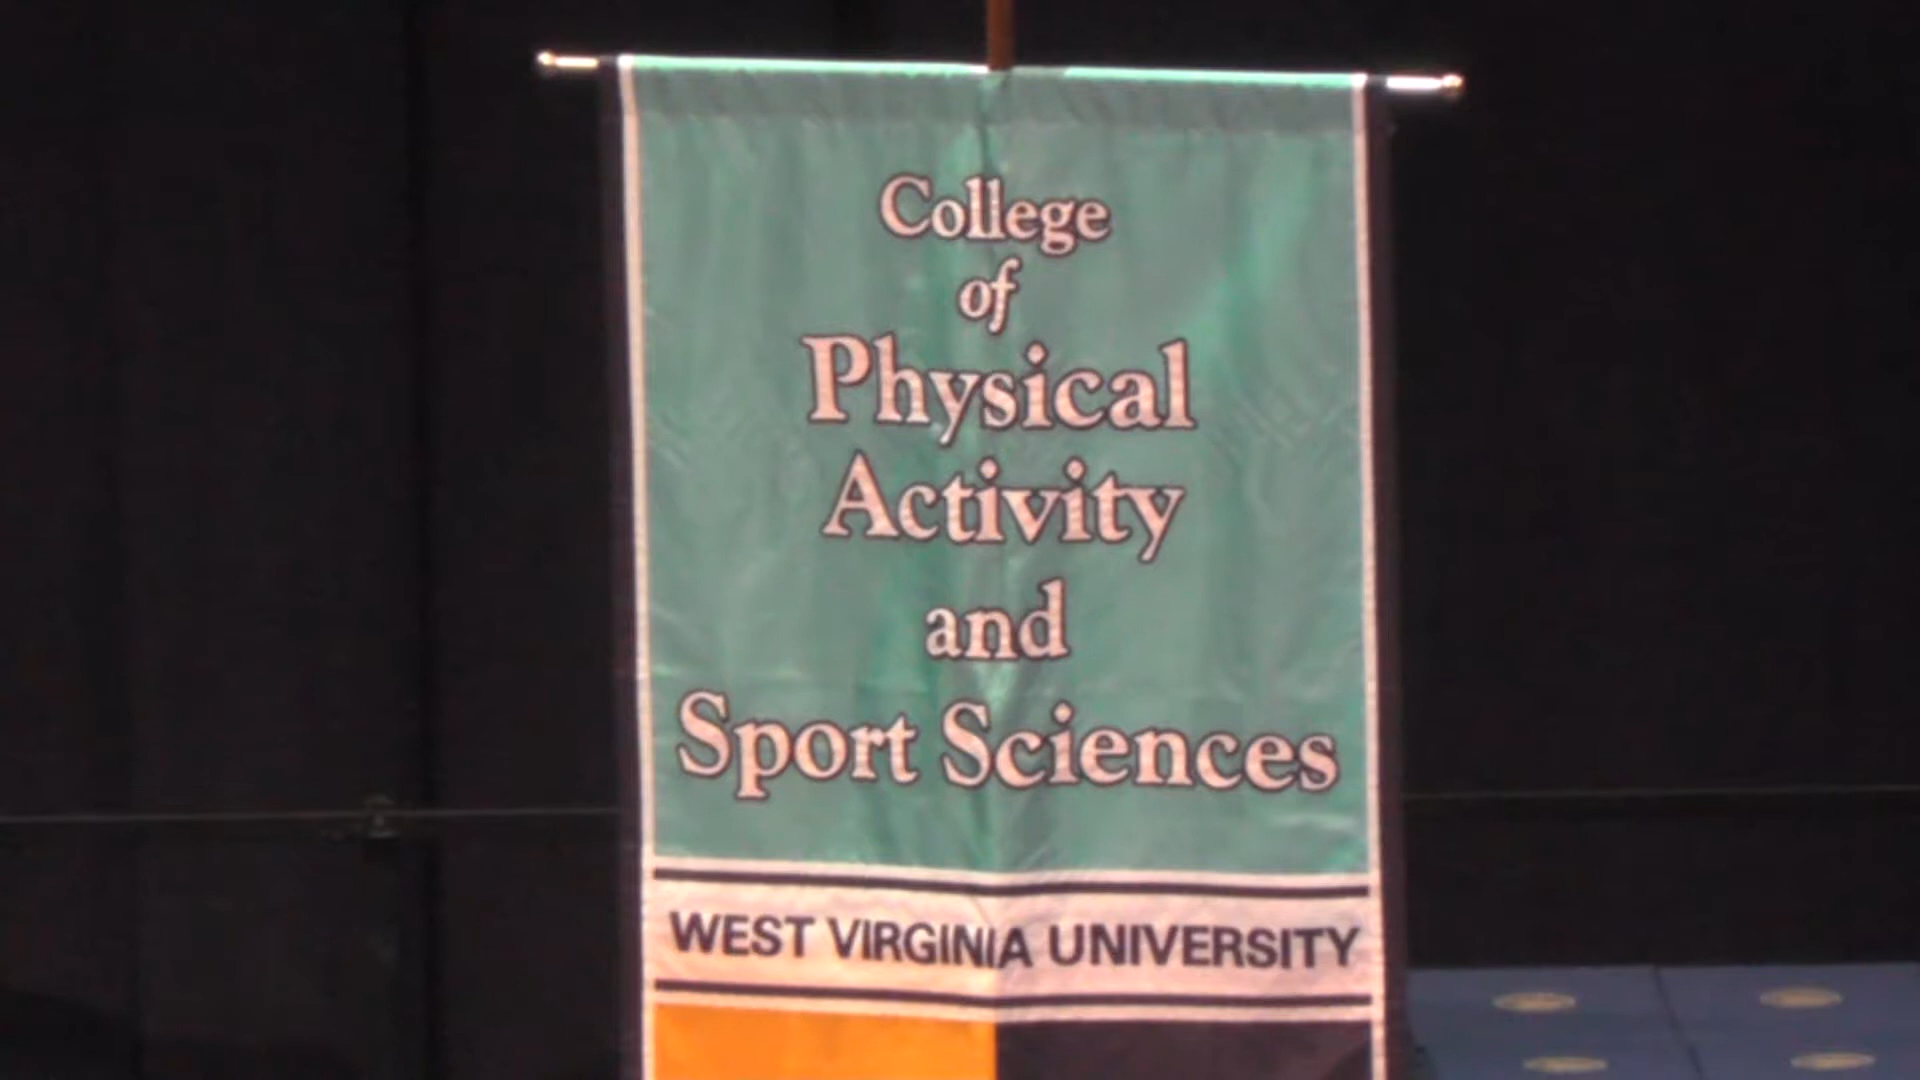 College
of
Physical
Activity
and
Sport Sciences
WEST VIRGINIA UNIVERSITY